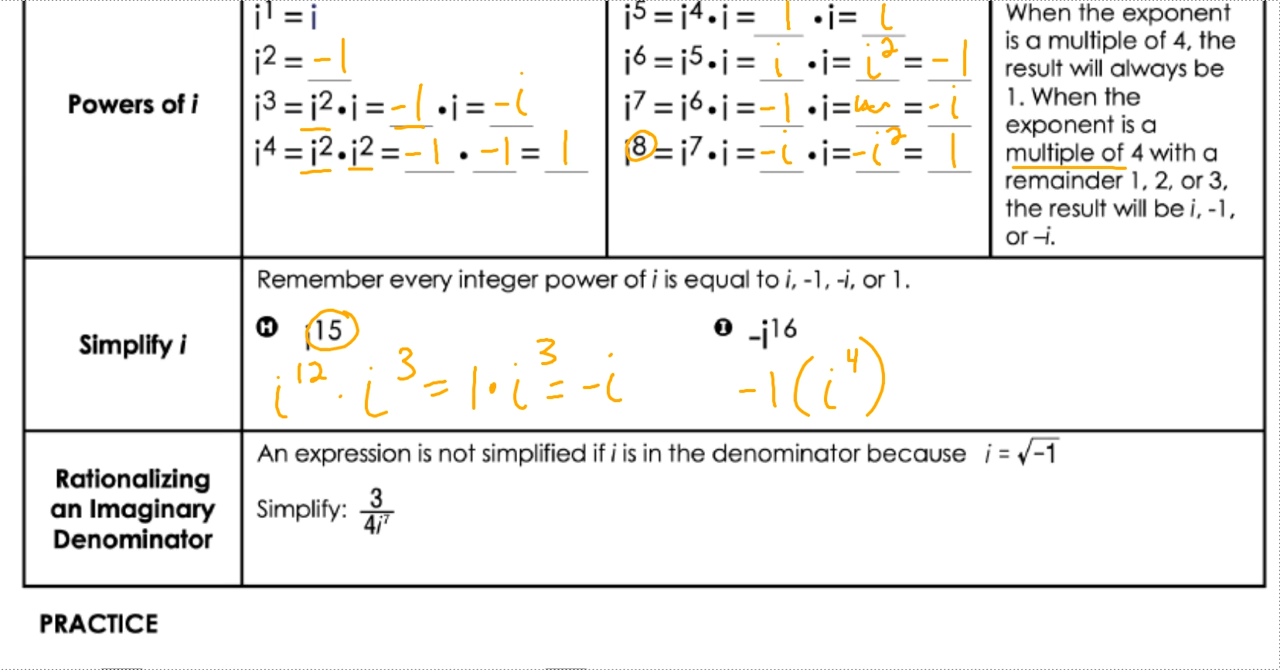 i1 = i
i2 = -1
i3 = i2•i = -1 •i= -i
i4 = i2•i2 = -1 • -1 = 1
i5 = i4•i = 1 •i= i
i6 = i5•i = i •i= i2 = -1
i7 = i6•i = -1 •i= = -i
i8 = i7•i = -i •i= -i2 = 1
When the exponent
is a multiple of 4, the
result will always be
1. When the
exponent is a
multiple of 4 with a
remainder 1, 2, or 3,
the result will be i, -1,
or –i.
Powers of i
Remember every integer power of i is equal to i, -1, -i, or 1.
Simplify i
H i15
i12 . i3 = 1 • i3 = -i
I -i16
-1(i4)
Rationalizing
an Imaginary
Denominator
An expression is not simplified if i is in the denominator because i = √-1
Simplify: 3/4i7
PRACTICE